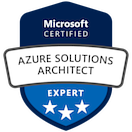 Microsoft
CERTIFIED
AZURE SOLUTIONS
ARCHITECT
EXPERT